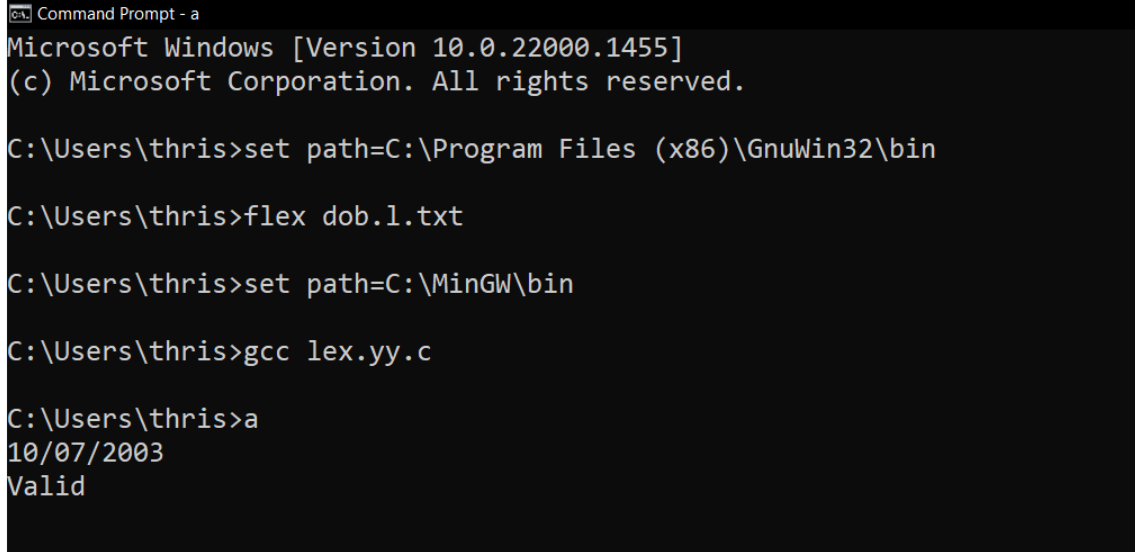 Command Prompt - a
Microsoft Windows [Version 10.0.22000.1455]
(c) Microsoft Corporation. All rights reserved.
C:\Users\thris>set path=C:\Program Files (x86)\GnuWin32\bin
C:\Users\thris>flex dob.l.txt
C:\Users\thris>set path=C:\MinGW\bin
C:\Users\thris>gcc lex.yy.c
C:\Users\thris>a
10/07/2003
Valid